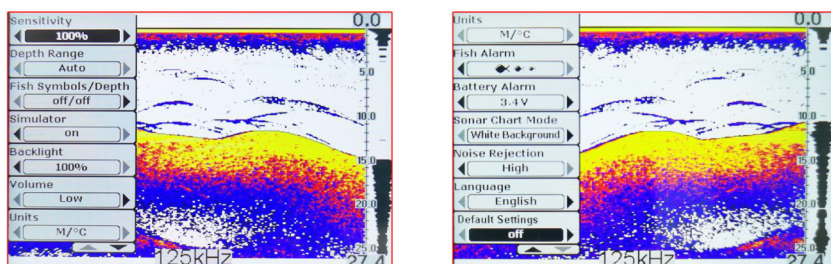 Sensitivity
100%
Depth Range
Auto
Fish Symbols/Depth
off/off
Simulator
on
Backlight
100%
Volume
Low
Units
M/°C
0.0
5.0
10.0
15.0
20.0
25.0
27.4
125kHz
Units
M/°C
Fish Alarm
Battery Alarm
3.4V
Sonar Chart Mode
White Background
Noise Rejection
High
Language
English
Default Settings
off
0.0
5.0
10.0
15.0
20.0
25.0
27.4
125kHz